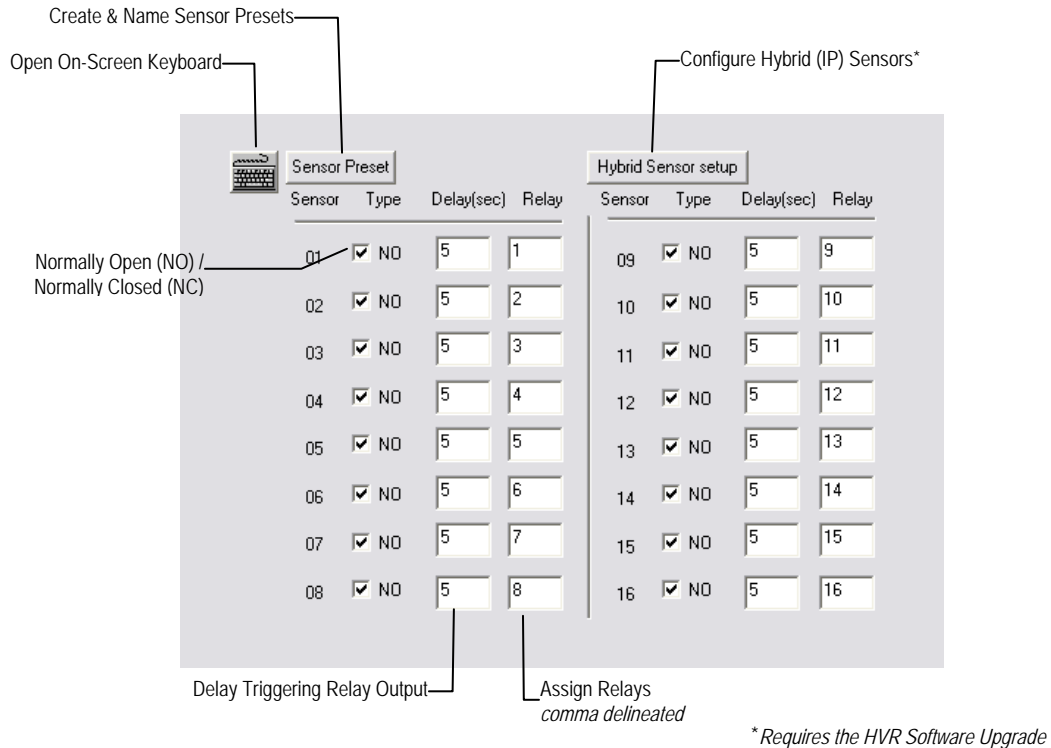 Create & Name Sensor Presets
Open On-Screen Keyboard
Configure Hybrid (IP) Sensors*
Sensor Preset
Hybrid Sensor setup
Sensor Type Delay(sec) Relay Sensor Type Delay(sec) Relay
Normally Open (NO) /
Normally Closed (NC)
01 NO 5 1 09 NO 5 9
02 NO 5 2 10 NO 5 10
03 NO 5 3 11 NO 5 11
04 NO 5 4 12 NO 5 12
05 NO 5 5 13 NO 5 13
06 NO 5 6 14 NO 5 14
07 NO 5 7 15 NO 5 15
08 NO 5 8 16 NO 5 16
Delay Triggering Relay Output
Assign Relays
comma delineated
*Requires the HVR Software Upgrade